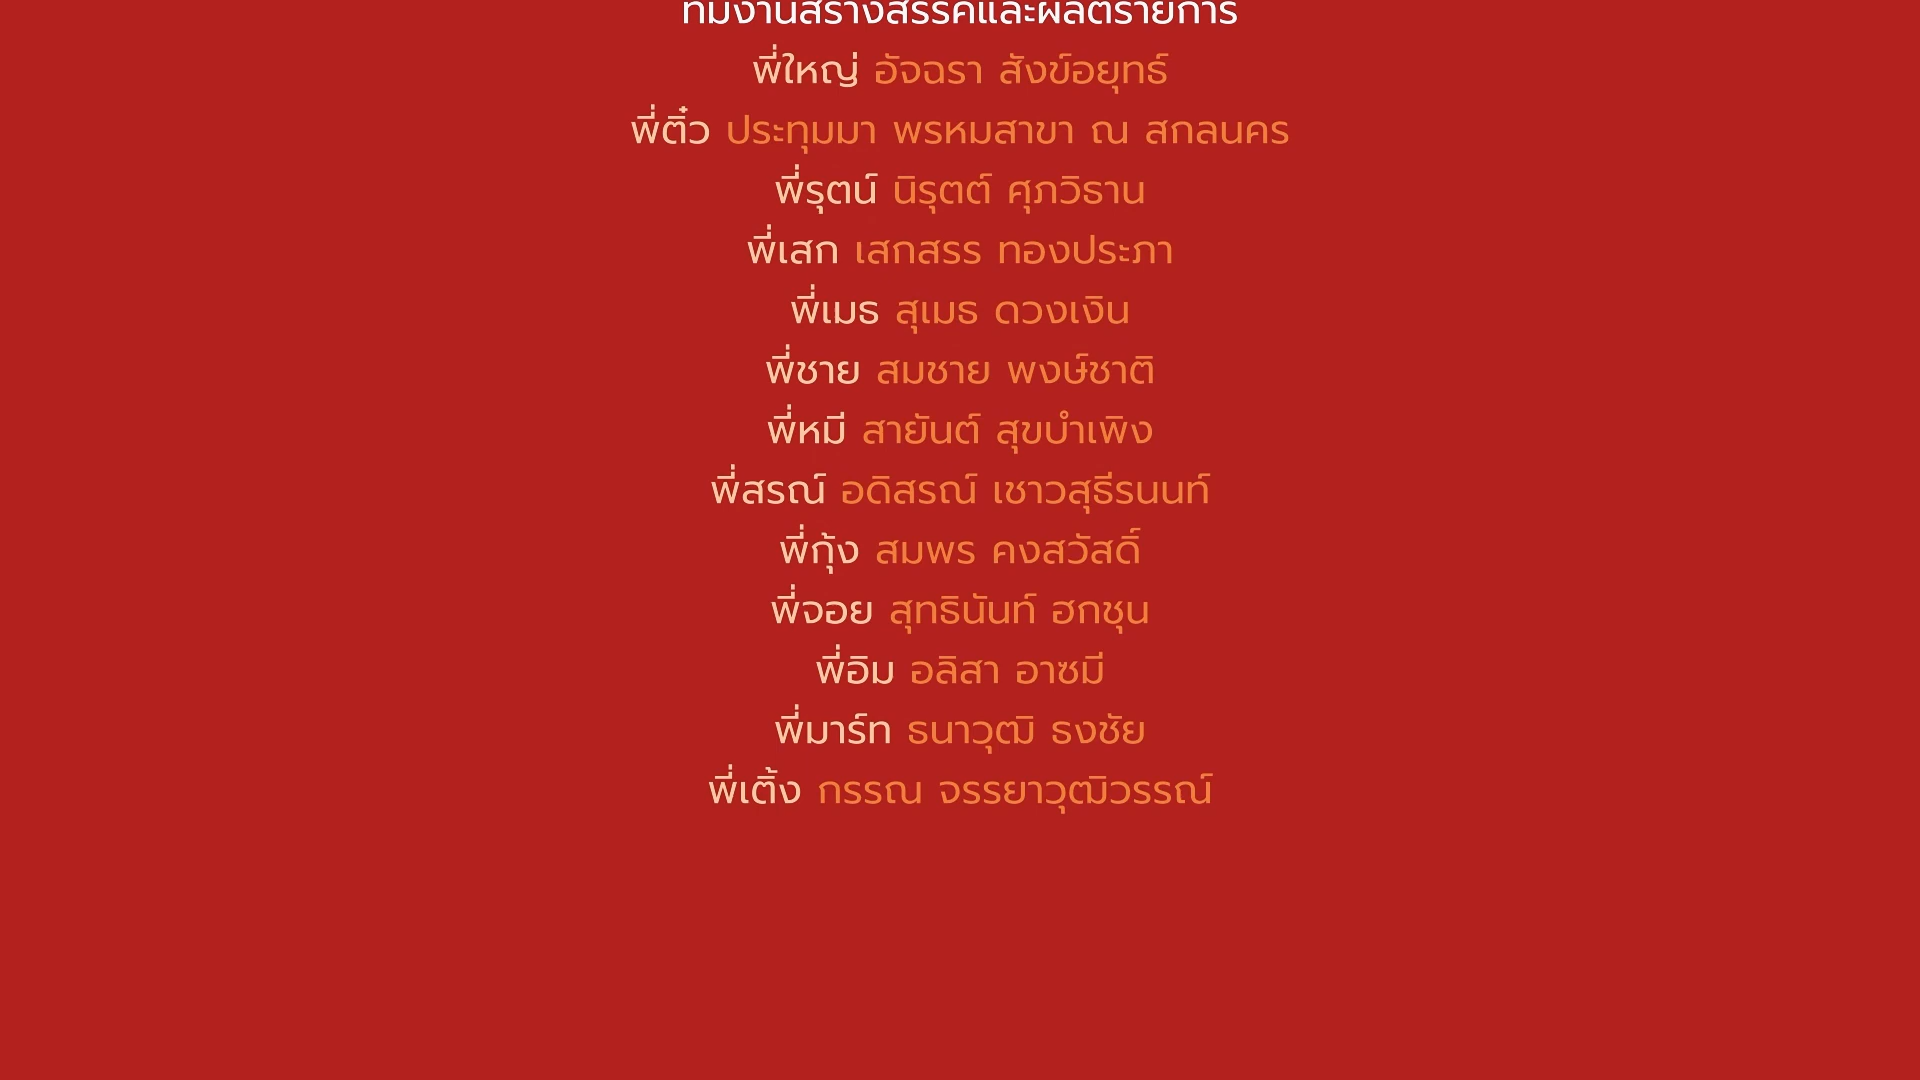 ทีมงานสร้างสรรค์และผลิตรายการ
พี่ใหญ่ อัจฉรา สังข์อยุทธ์
พี่ติ๋ว ประทุมมา พรหมสาขา ณ สกลนคร
พี่รุตน์ นิรุตต์ ศุภวิธาน
พี่เสก เสกสรร ทองประภา
พี่เมธ สุเมธ ดวงเงิน
พี่ชาย สมชาย พงษ์ชาติ
พี่หมี สายันต์ สุขบำเพิง
พี่สรณ์ อดิสรณ์ เชาวสุธีรนนท์
พี่กุ้ง สมพร คงสวัสดิ์
พี่จอย สุทธินันท์ ฮกชุน
พี่อิม อลิสา อาซมี
พี่มาร์ท ธนาวุฒิ ธงชัย
พี่เติ้ง กรรณ จรรยาวุฒิวรรณ์